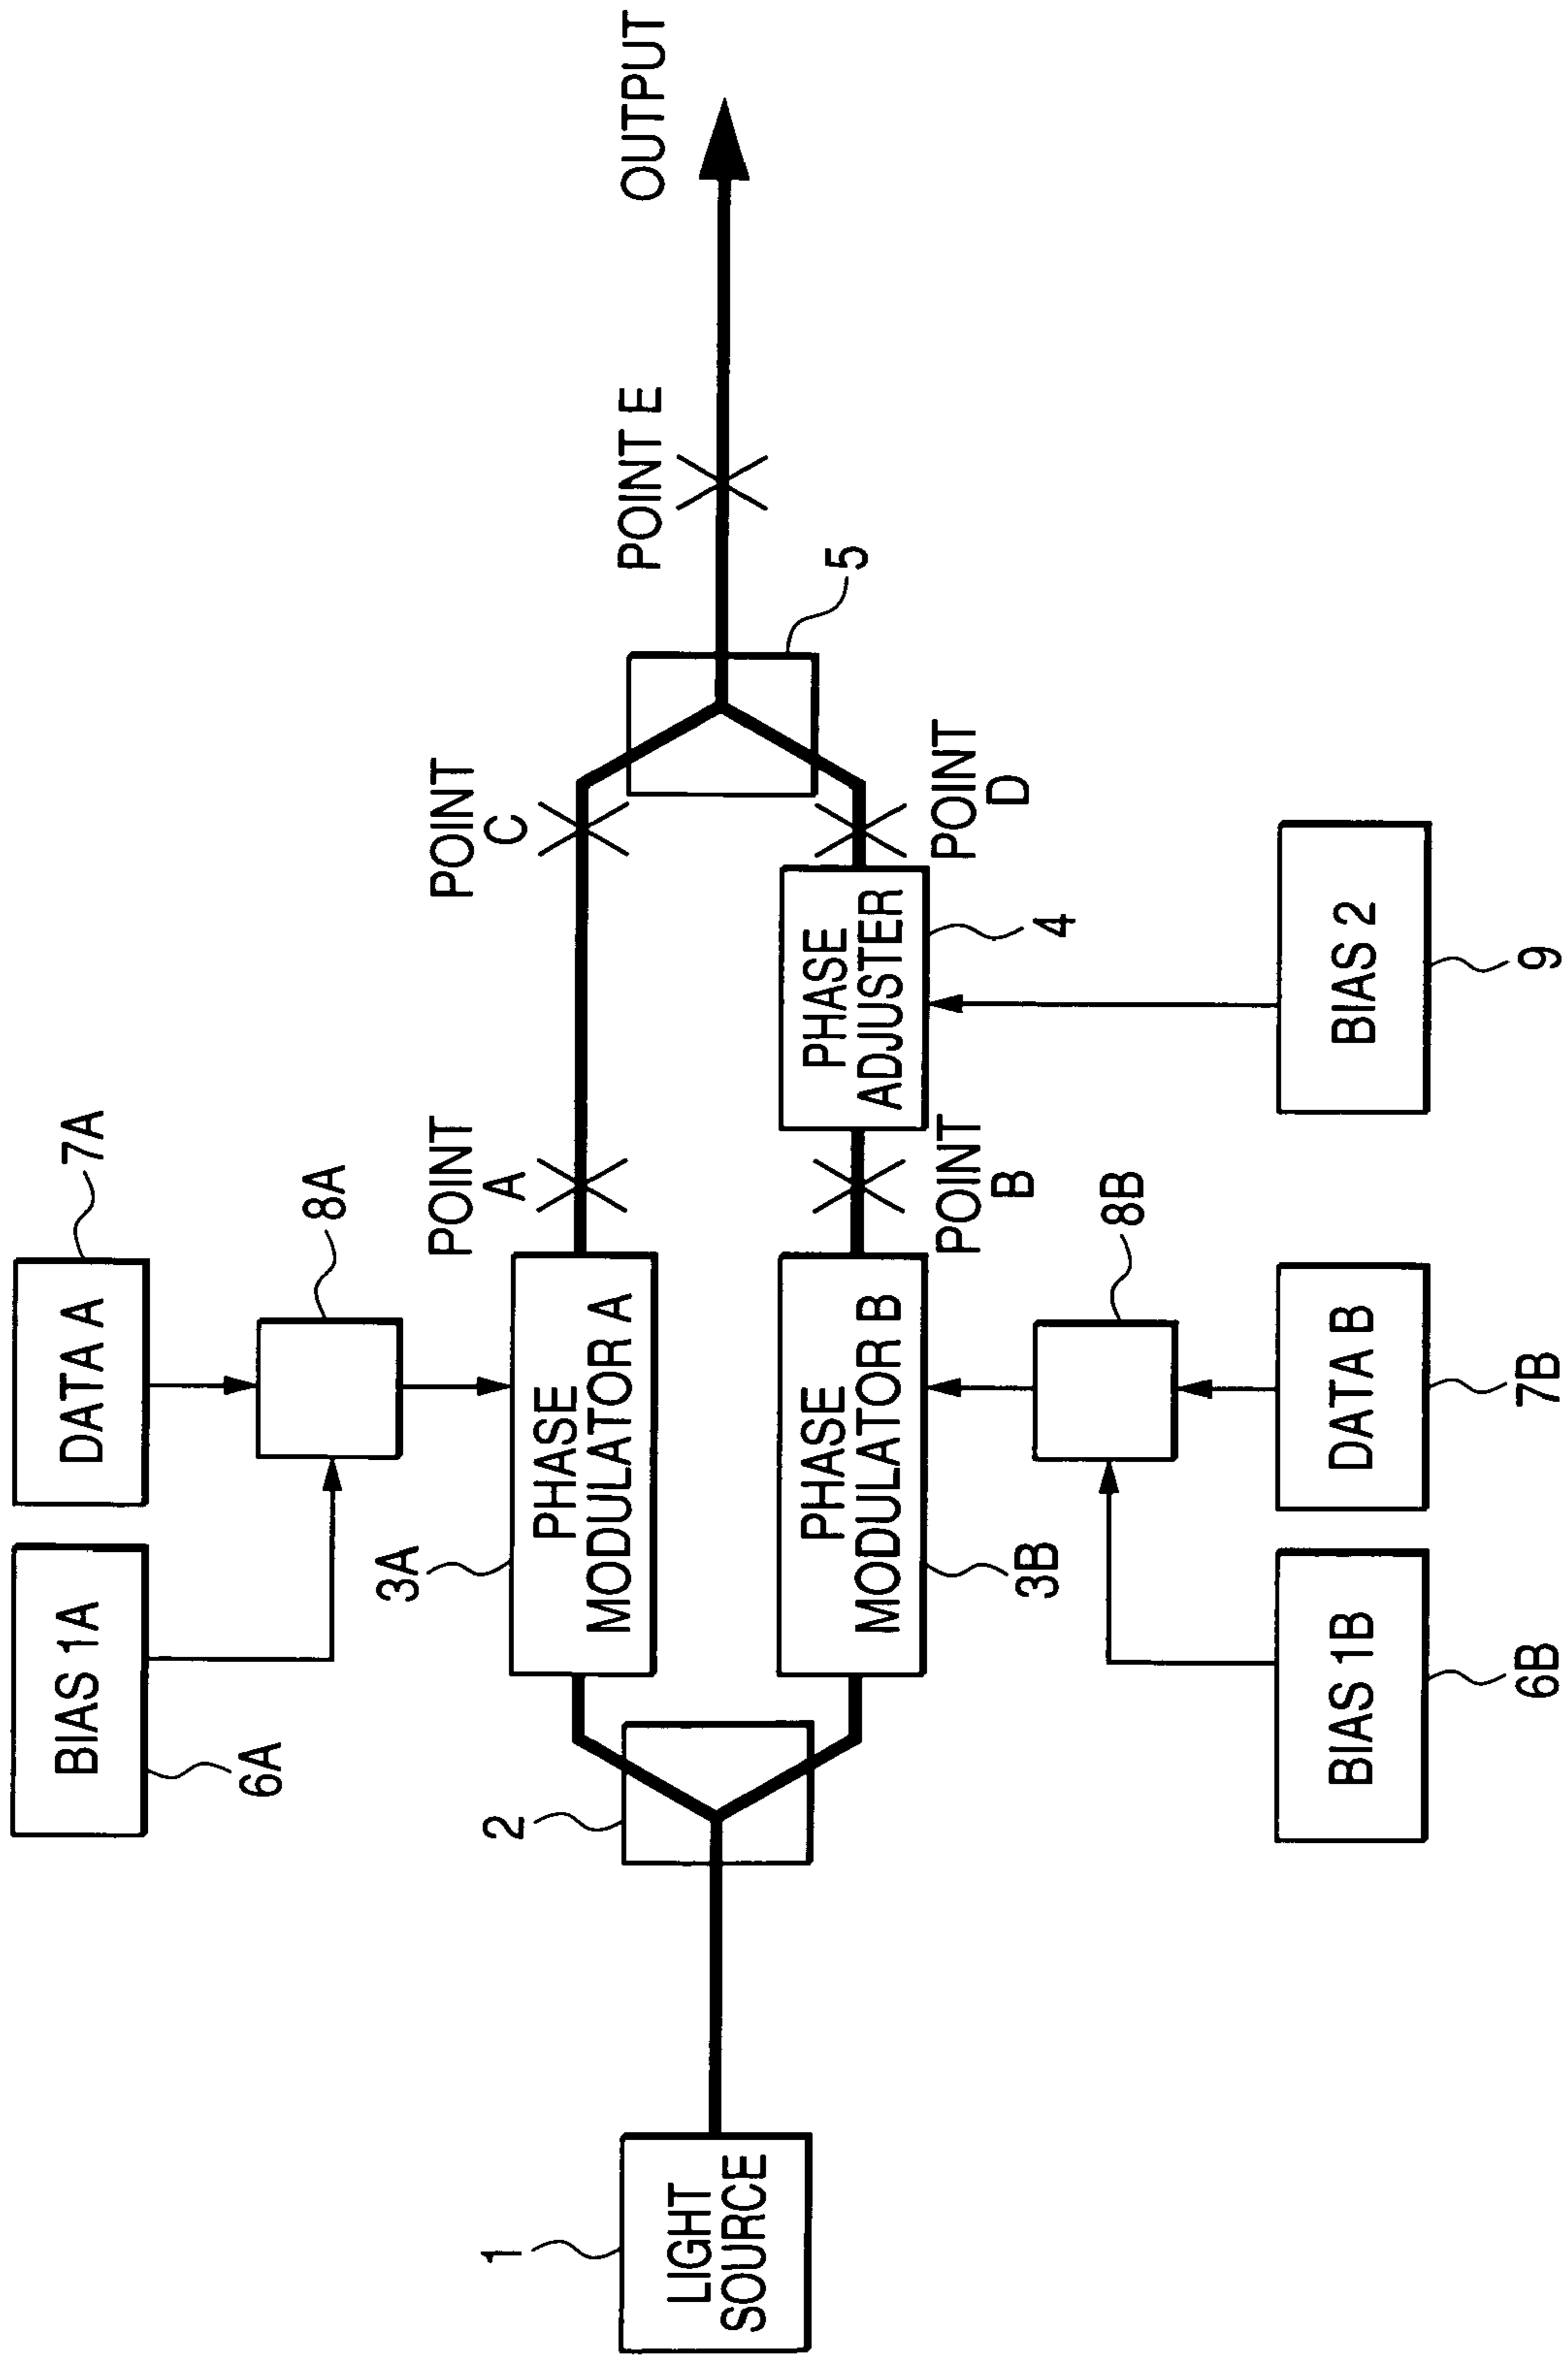 BIAS 1A
6A
DATA A
7A
8A
3A
PHASE
MODULATOR A
POINT
A
POINT
C
1
LIGHT
SOURCE
2
5
POINT E
OUTPUT
3B
PHASE
MODULATOR B
POINT
B
PHASE
ADJUSTER
4
POINT
D
8B
BIAS 1B
6B
DATA B
7B
BIAS 2
9